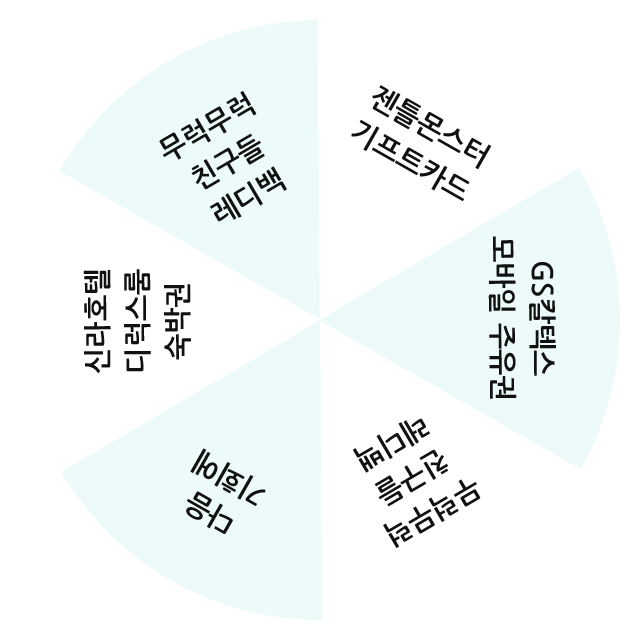 젠틀몬스터
기프트카드
GS칼텍스
모바일 주유권
무럭무럭
친구들
레디백
다음
기회에
신라호텔
디럭스룸
숙박권
무럭무럭
친구들
레디백